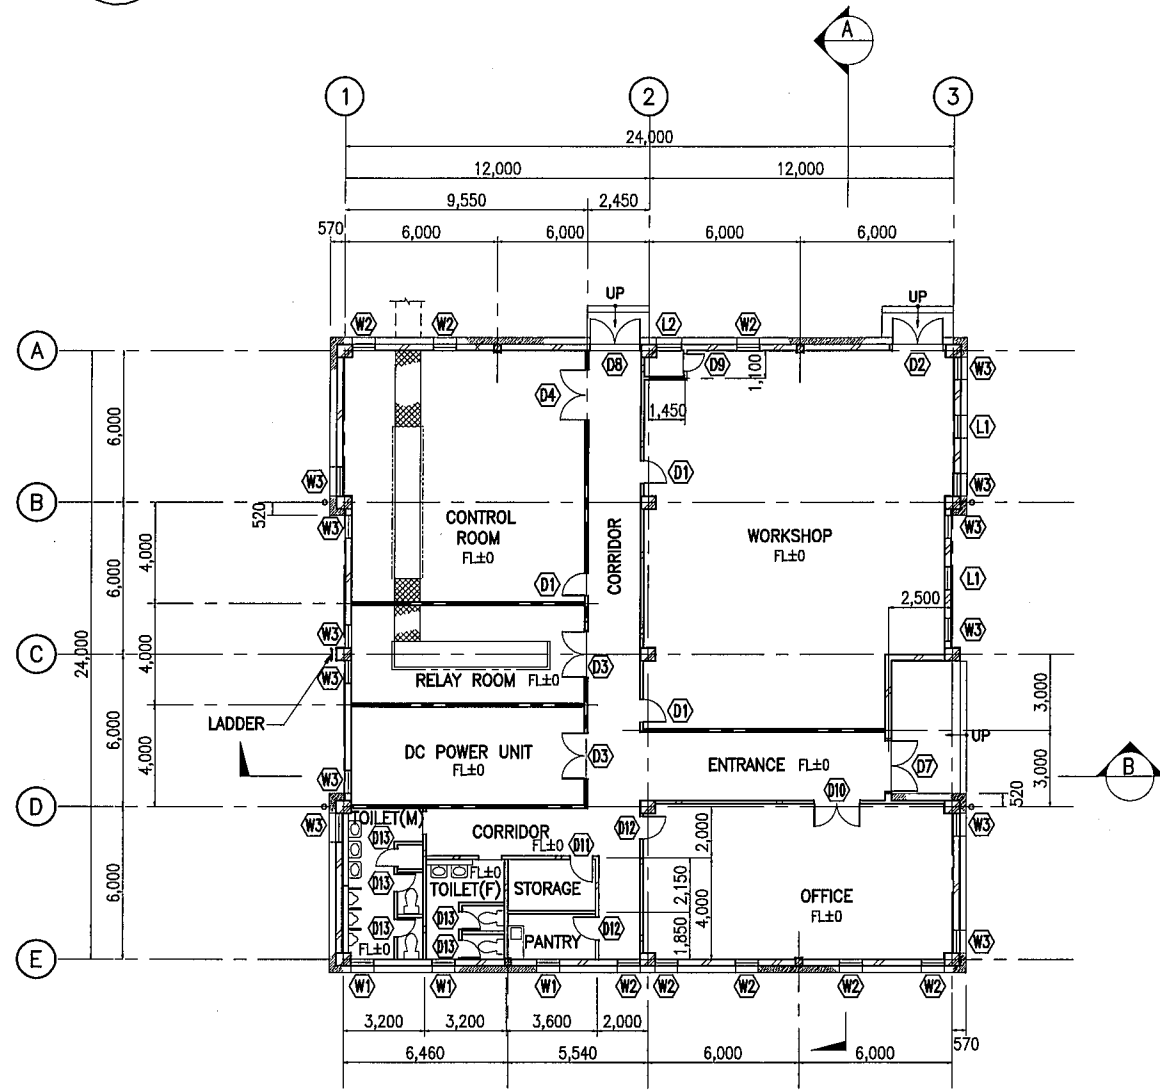 A
1
2
3
24,000
12,000
12,000
9,550
2,450
570
6,000
6,000
6,000
6,000
UP
UP
W2
W2
L2
W2
A
D8
D9
D2
W3
D4
1,100
1,450
6,000
L1
D1
W3
W3
B
520
W3
W3
CONTROL
ROOM
FL±0
CORRIDOR
WORKSHOP
FL±0
4,000
6,000
D1
L1
2,500
W3
W3
C
24,000
4,000
W3
D3
RELAY ROOM FL±0
D1
3,000
LADDER
6,000
DC POWER UNIT
FL±0
D3
4,000
UP
ENTRANCE FL±0
D7
3,000
B
W3
D10
520
D
W3
TOILET(M)
CORRIDOR
FL±0
D12
W3
D13
D11
2,000
FL±0
TOILET(F)
STORAGE
D13
6,000
2,150
4,000
OFFICE
FL±0
D13
D13
D12
1,850
FL±0
D13
PANTRY
W3
E
W1
W1
W1
W2
W2
W2
W2
W2
3,200
3,200
3,600
2,000
6,460
5,540
6,000
6,000
570